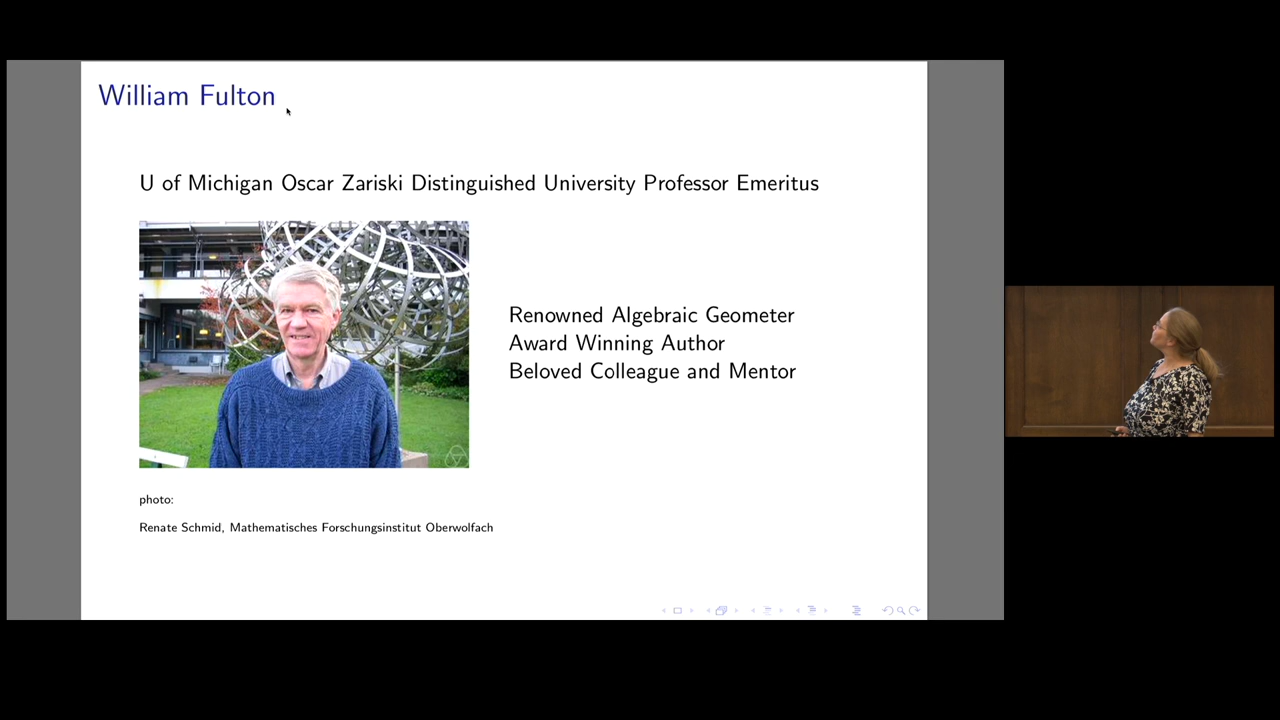 William Fulton
U of Michigan Oscar Zariski Distinguished University Professor Emeritus
Renowned Algebraic Geometer
Award Winning Author
Beloved Colleague and Mentor
photo:
Renate Schmid, Mathematisches Forschungsinstitut Oberwolfach